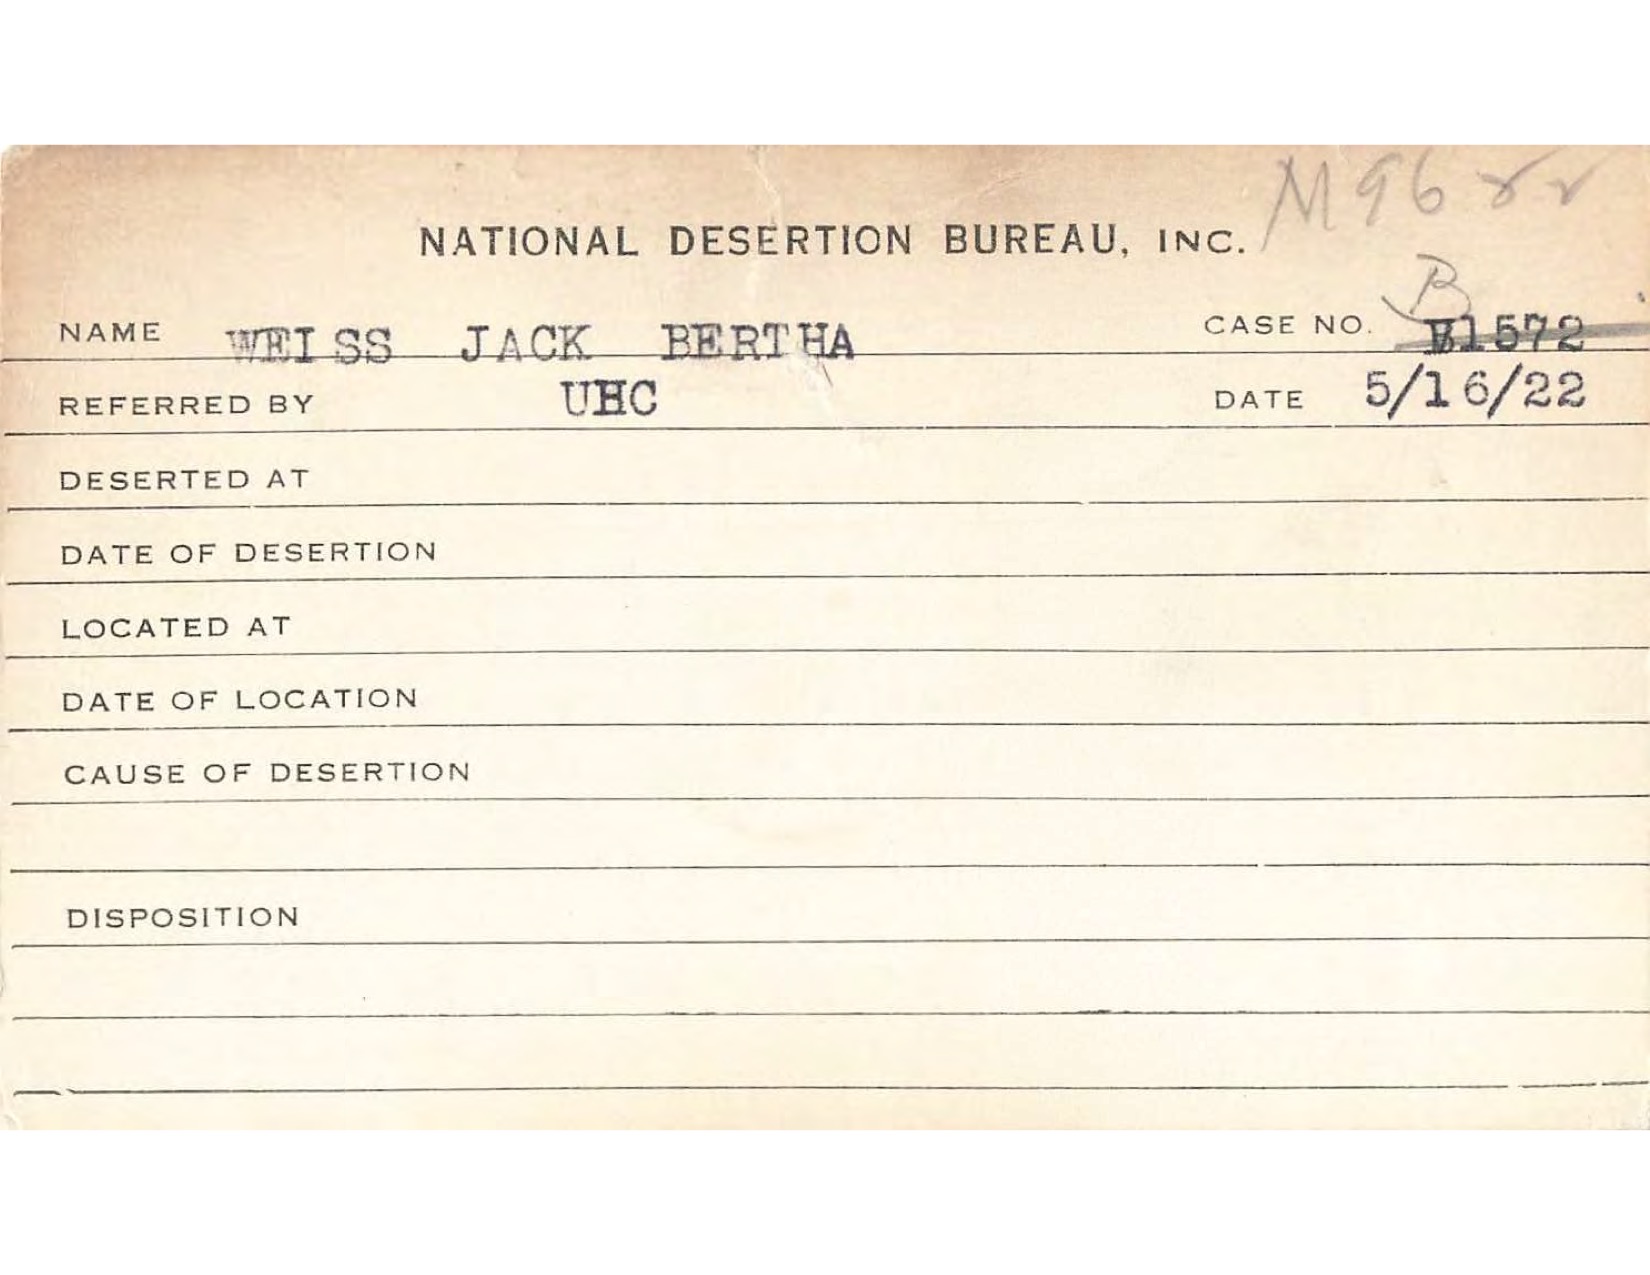 M96
NATIONAL DESERTION BUREAU, INC.
B
NAME WEISS JACK BERTHA CASE NO. B1572
REFERRED BY UHC DATE 5/16/22
DESERTED AT
DATE OF DESERTION
LOCATED AT
DATE OF LOCATION
CAUSE OF DESERTION
DISPOSITION